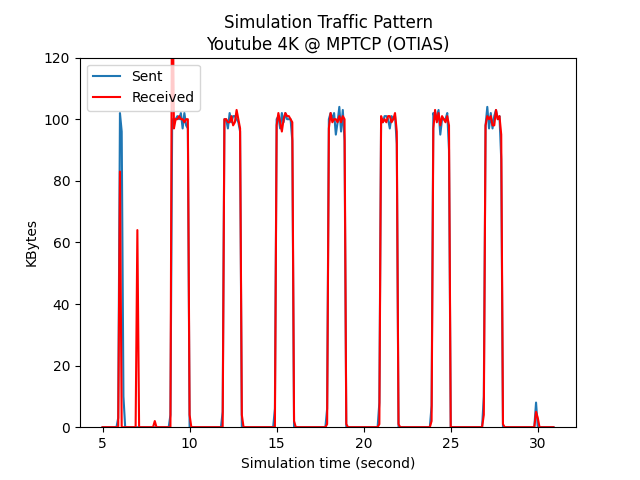 Simulation Traffic Pattern
Youtube 4K @ MPTCP (OTIAS)
Sent
Received
KBytes
120
100
80
60
40
20
0
5 10 15 20 25 30
Simulation time (second)